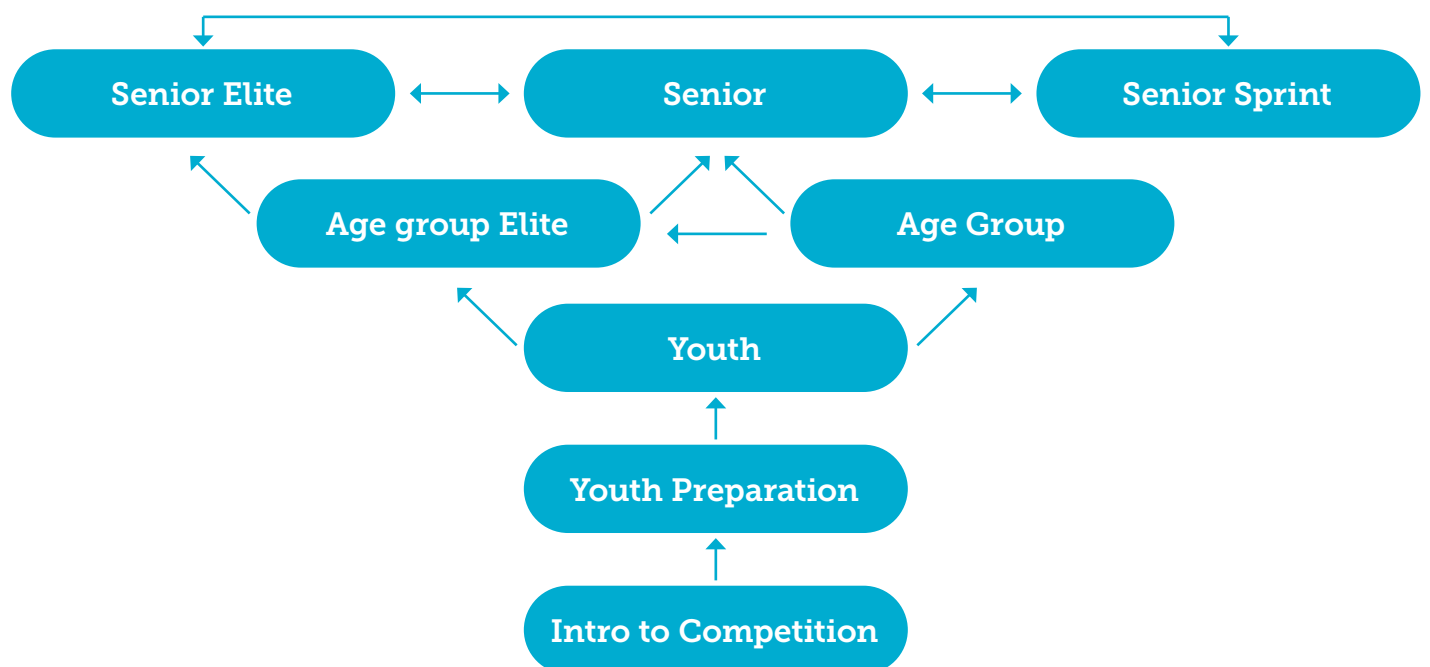 Senior Elite
Senior
Senior Sprint
Age group Elite
Age Group
Youth
Youth Preparation
Intro to Competition